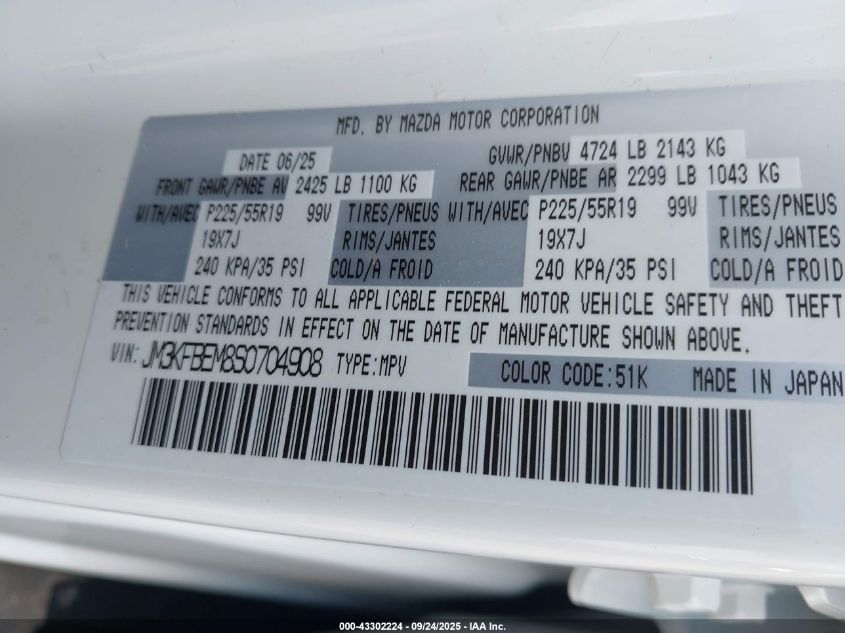 MFD. BY MAZDA MOTOR CORPORATION
DATE 06/25 GVWR/PNBV 4724 LB 2143 KG
FRONT GAWR/PNBE AV 2425 LB 1100 KG REAR GAWR/PNBE AR 2299 LB 1043 KG
WITH/AVEC P225/55R19 99V TIRES/PNEUS WITH/AVEC P225/55R19 99V TIRES/PNEUS
19X7J RIMS/JANTES 19X7J RIMS/JANTES
240 KPA/35 PSI COLD/A FROID 240 KPA/35 PSI COLD/A FROID
THIS VEHICLE CONFORMS TO ALL APPLICABLE FEDERAL MOTOR VEHICLE SAFETY AND THEFT
PREVENTION STANDARDS IN EFFECT ON THE DATE OF MANUFACTURE SHOWN ABOVE.
VIN: JM3KFBEM8S0704908 TYPE:MPV COLOR CODE:51K MADE IN JAPAN
000-43302224 - 09/24/2025 - IAA Inc.